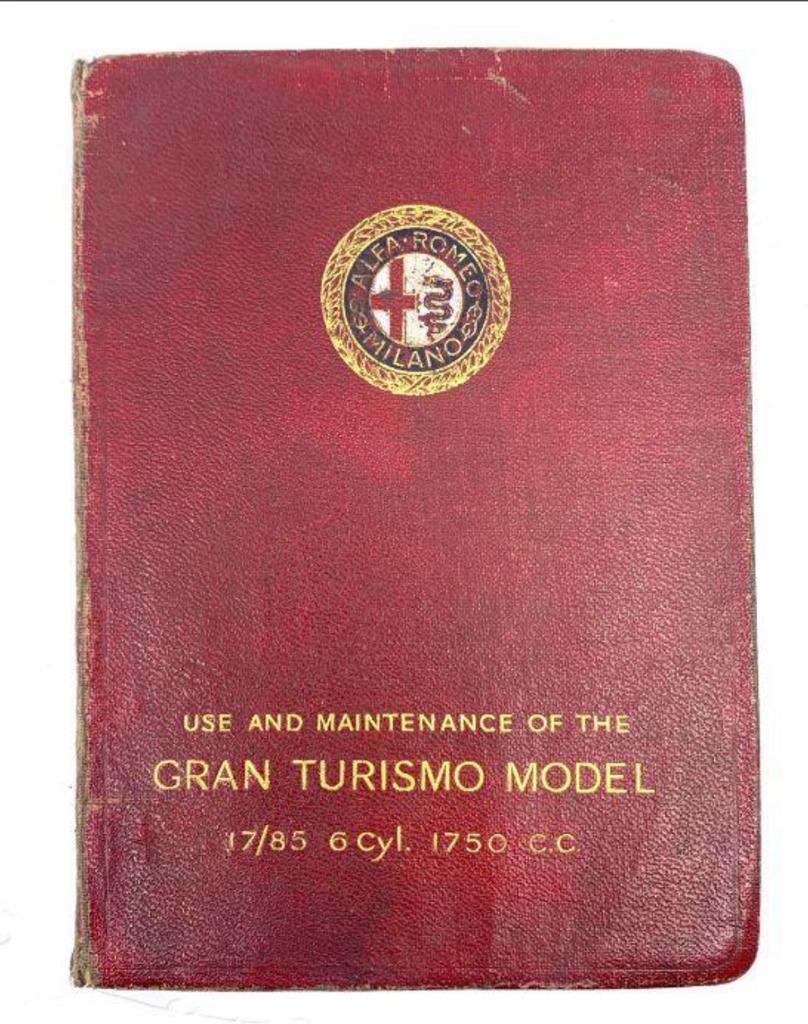 ALFA·ROMEO
MILANO
USE AND MAINTENANCE OF THE
GRAN TURISMO MODEL
17/85 6 Cyl. 1750 C.C.